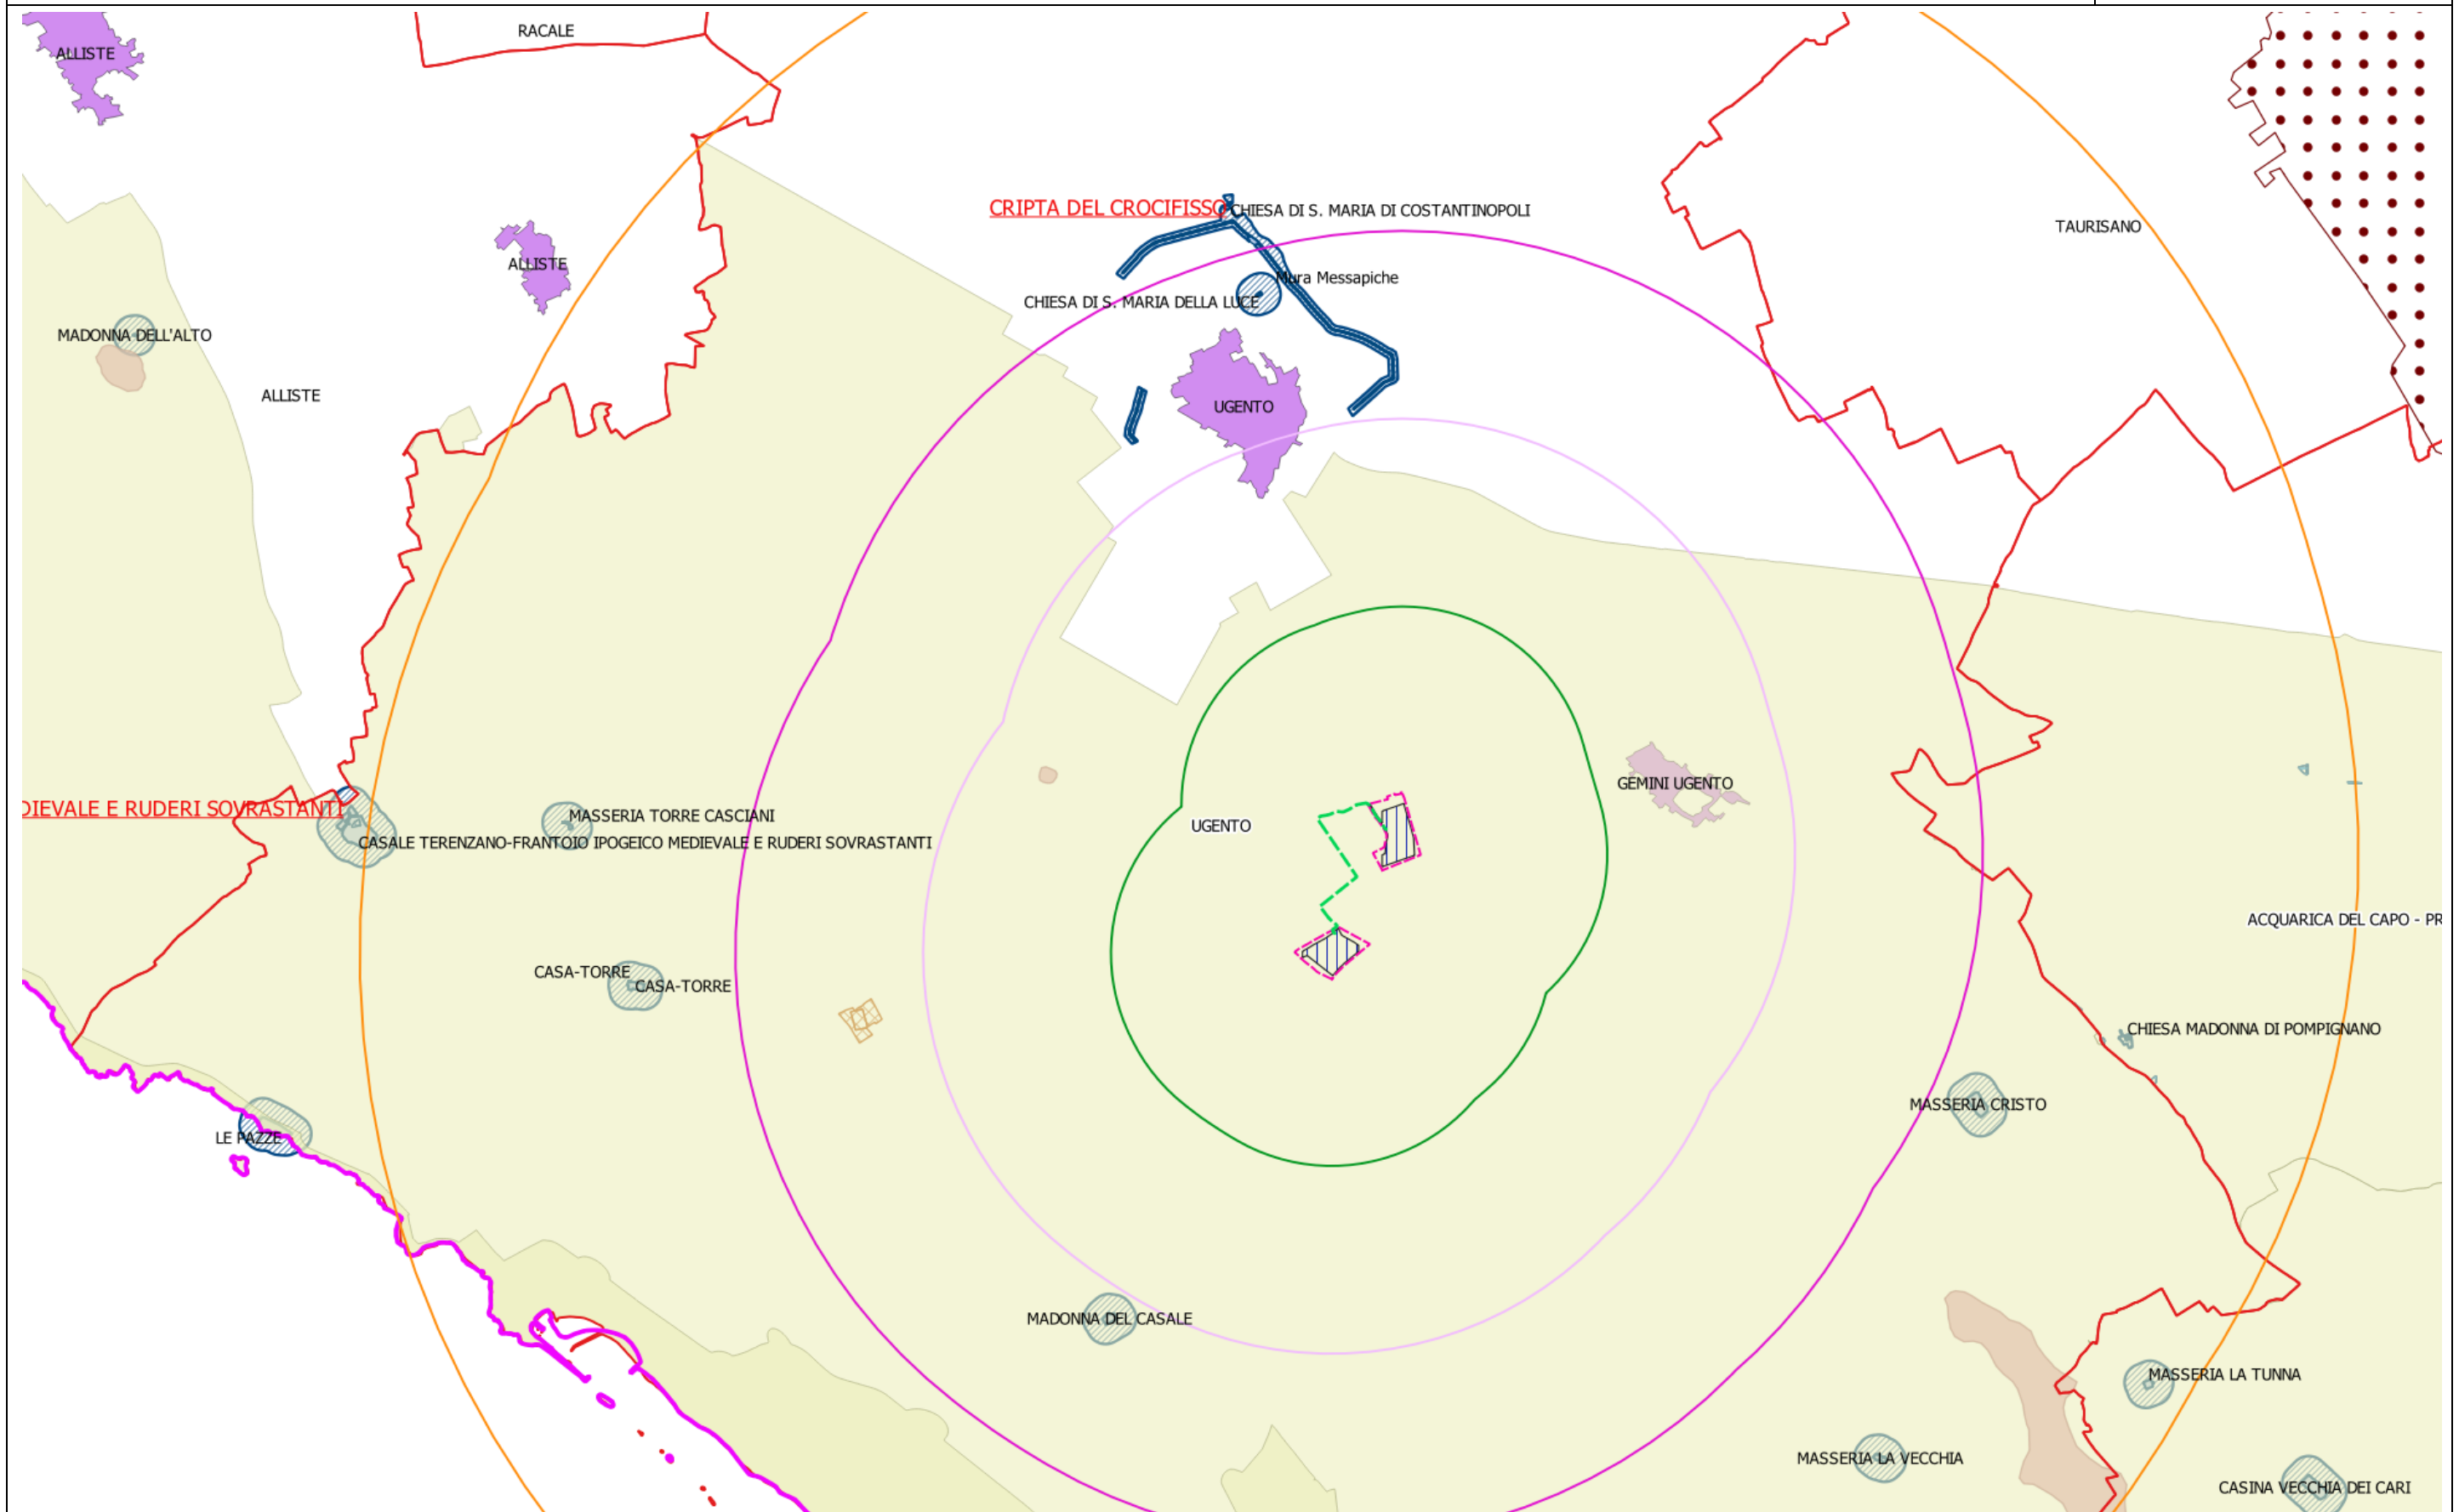 RACALE
ALLISTE
CRIPTA DEL CROCIFISSO
CHIESA DI S. MARIA DI COSTANTINOPOLI
TAURISANO
ALLISTE
Mura Messapiche
CHIESA DI S. MARIA DELLA LUCE
MADONNA DELL'ALTO
ALLISTE
UGENTO
GEMINI UGENTO
DIEVALE E RUDERI SOVRASTANTI
MASSERIA TORRE CASCIANI
UGENTO
CASALE TERENZANO-FRANTOIO IPOGEICO MEDIEVALE E RUDERI SOVRASTANTI
ACQUARICA DEL CAPO - PR
CASA-TORRE
CASA-TORRE
CHIESA MADONNA DI POMPIGNANO
MASSERIA CRISTO
LE PAZZE
MADONNA DEL CASALE
MASSERIA LA TUNNA
MASSERIA LA VECCHIA
CASINA VECCHIA DEI CARI